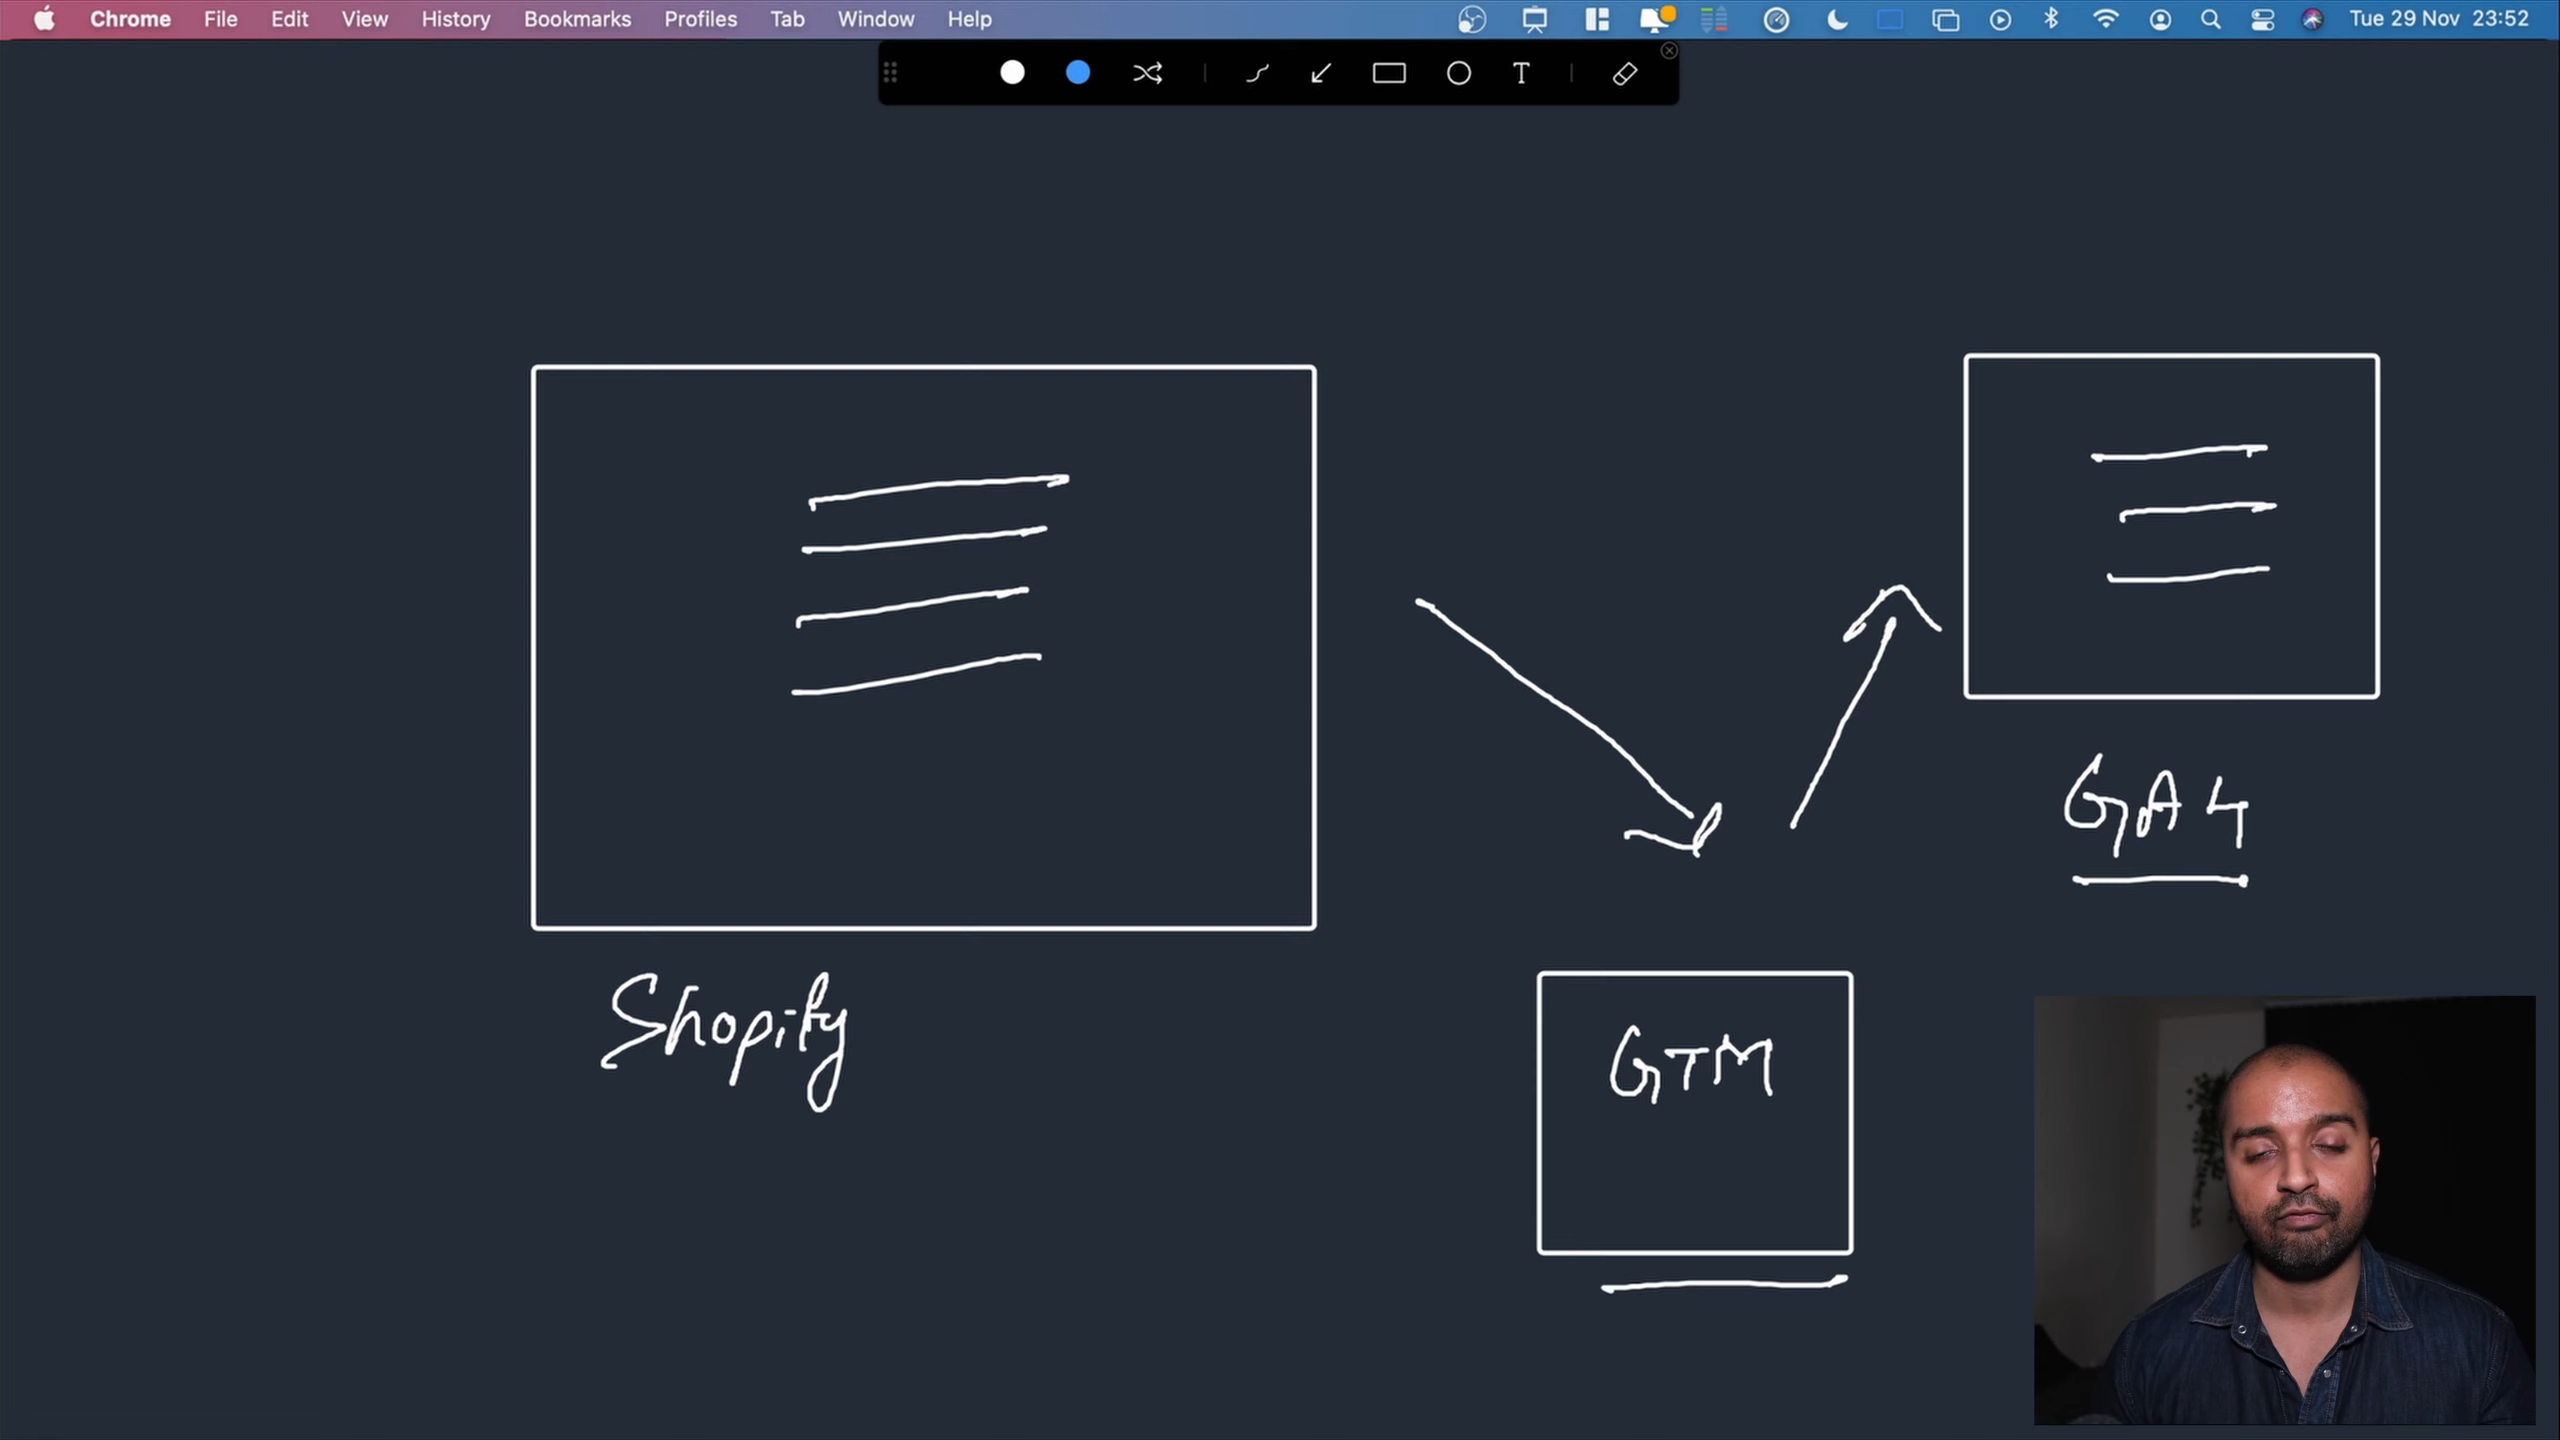 Chrome File Edit View History Bookmarks Profiles Tab Window Help Tue 29 Nov 23:52
T
GA4
Shopify
GTM